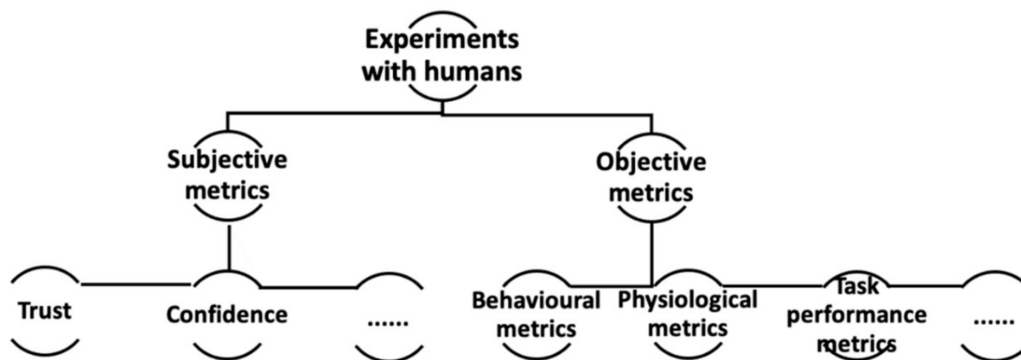 Experiments
with humans
Subjective
metrics
Objective
metrics
Trust
Confidence
......
Behavioural
metrics
Physiological
metrics
Task
performance
metrics
......